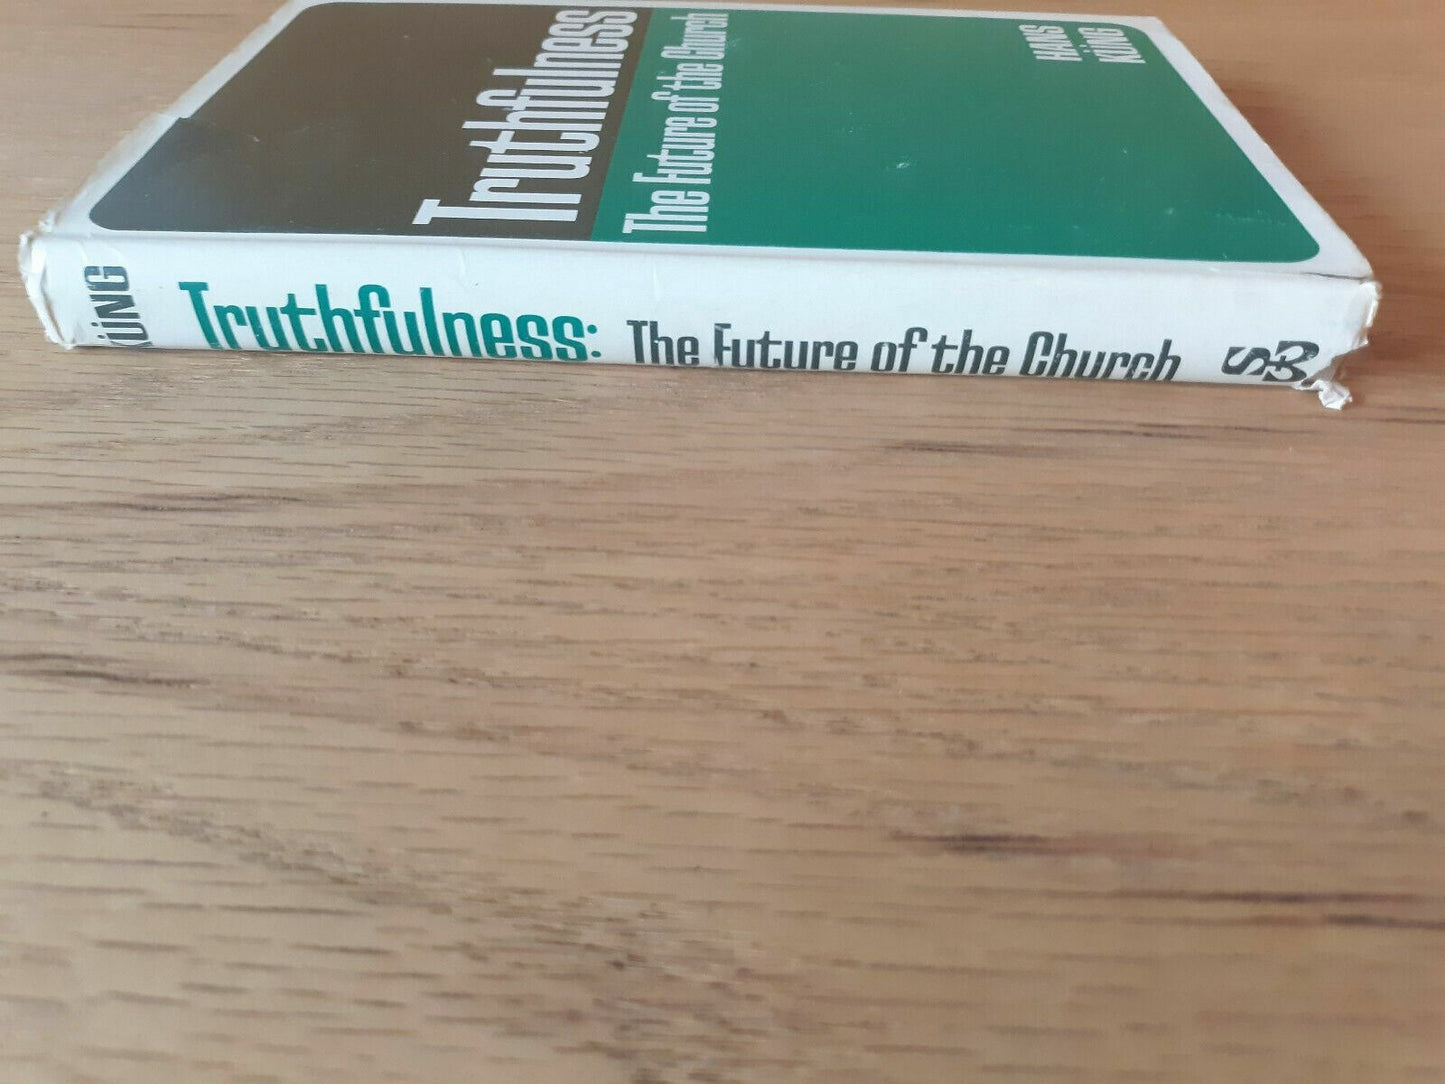 Truthfulness
The Future of the Church
HANS
KÜNG
KÜNG
Truthfulness: The Future of the Church